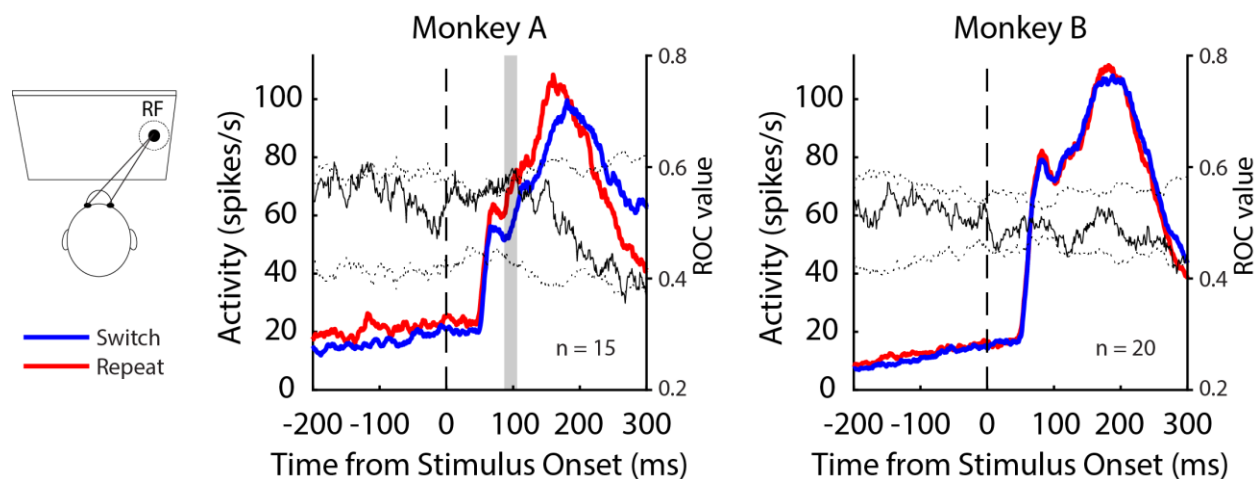 RF
Switch
Repeat
Monkey A
Activity (spikes/s)
100
80
60
40
20
0
0.8
0.6
0.4
0.2
ROC value
n = 15
-200 -100 0 100 200 300
Time from Stimulus Onset (ms)
Monkey B
Activity (spikes/s)
100
80
60
40
20
0
0.8
0.6
0.4
0.2
ROC value
n = 20
-200 -100 0 100 200 300
Time from Stimulus Onset (ms)